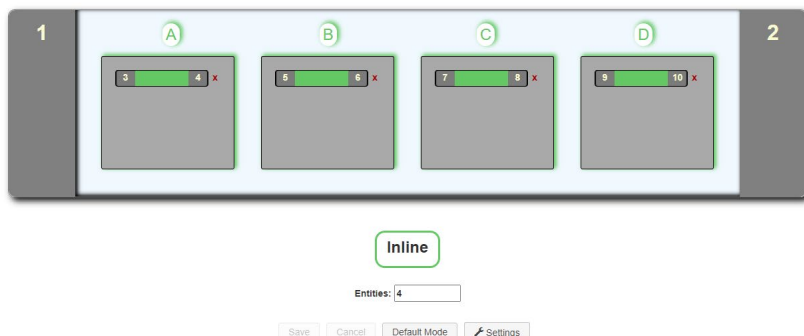 1 A B C D 2
3 4 x 5 6 x 7 8 x 9 10 x
Inline
Entities: 4
Save Cancel Default Mode Settings